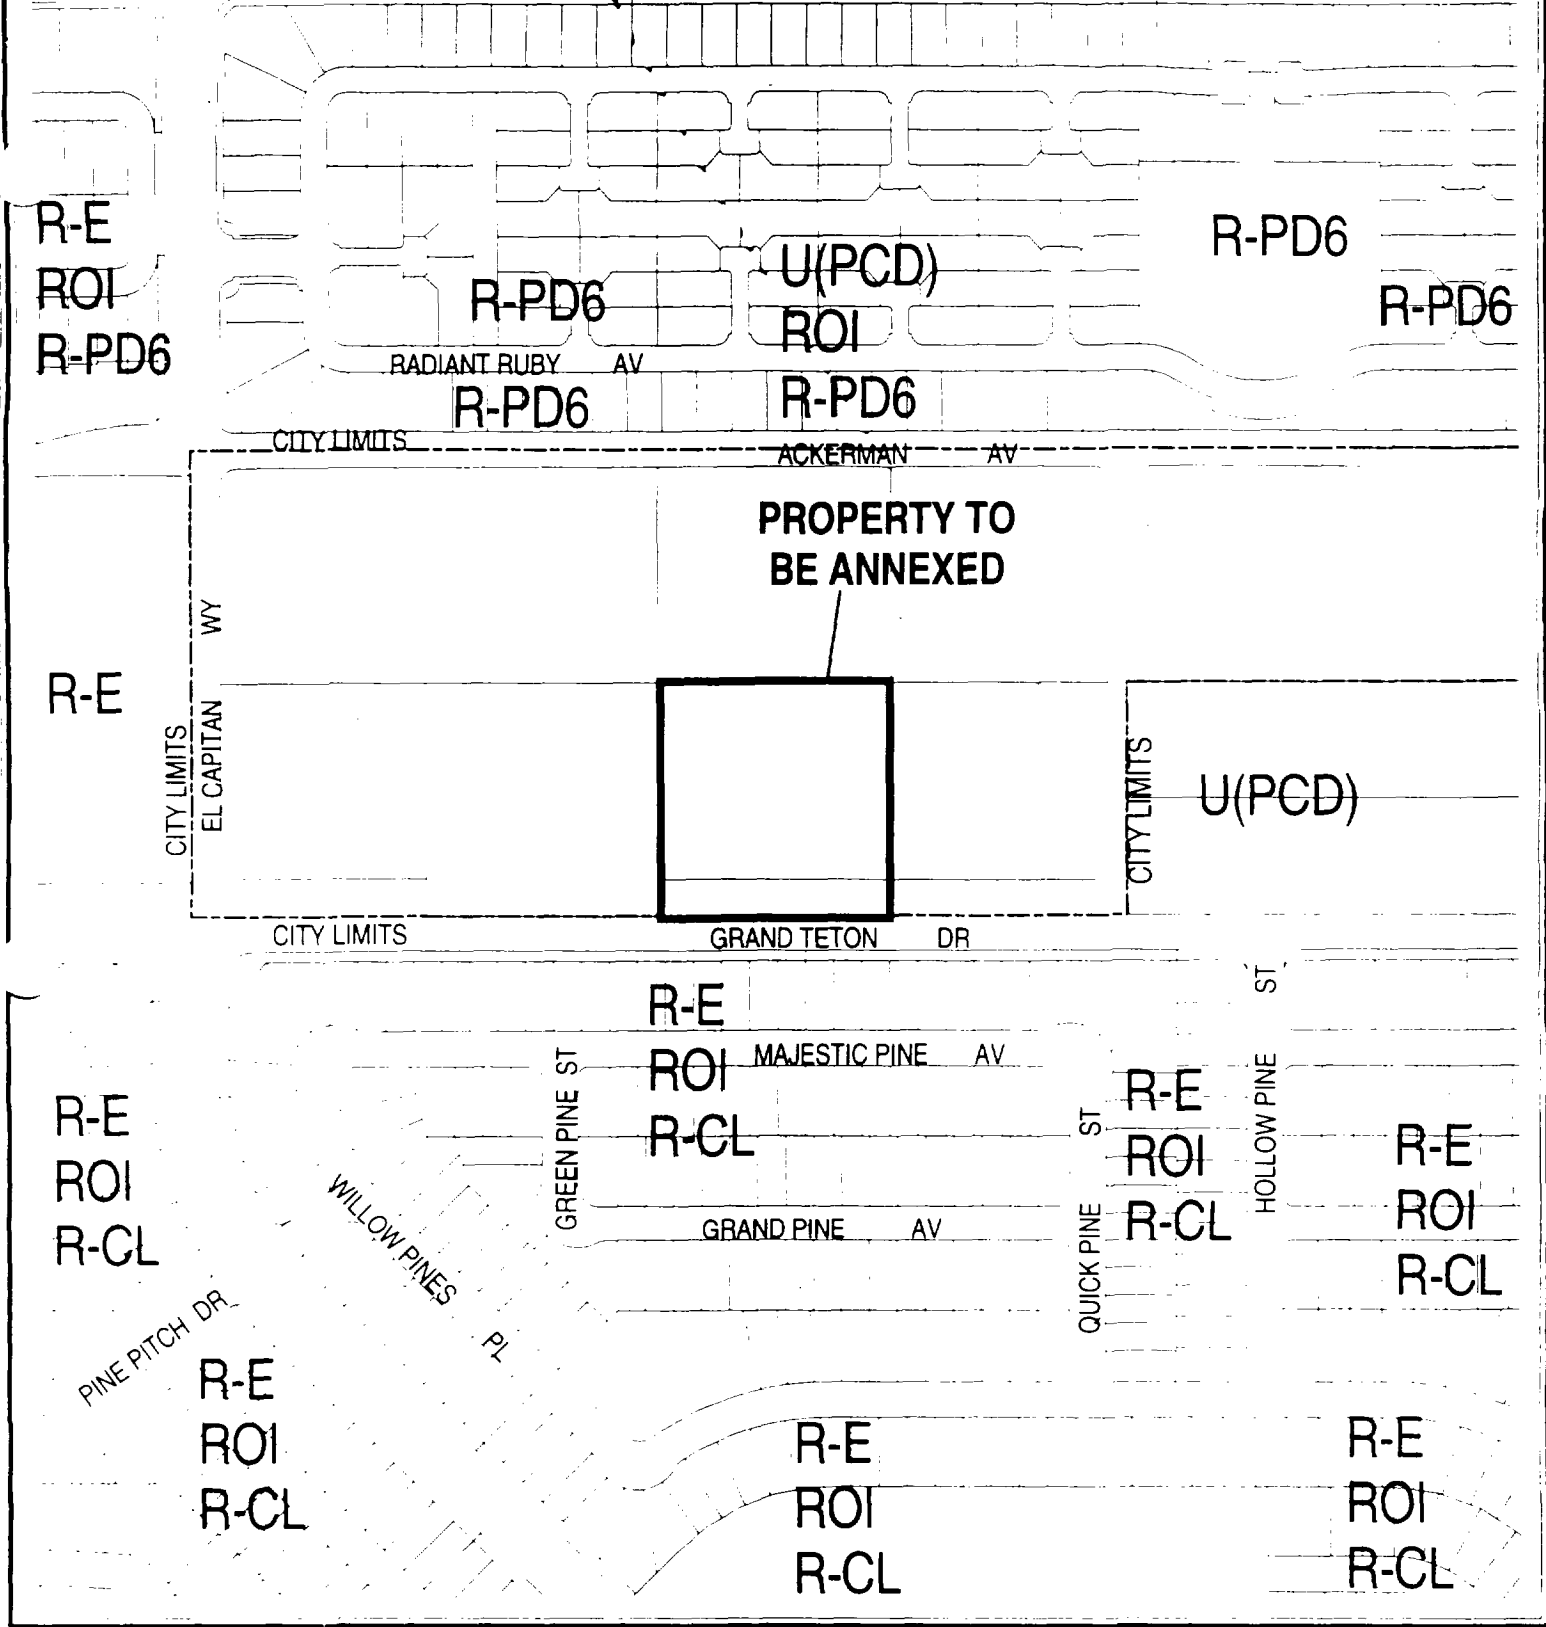 R-E
ROI
R-PD6
R-PD6
U(PCD)
ROI
R-PD6
R-PD6
R-PD6
RADIANT RUBY AV
R-PD6
CITY LIMITS
ACKERMAN AV
PROPERTY TO
BE ANNEXED
R-E
CITY LIMITS
EL CAPITAN WY
CITY LIMITS
U(PCD)
CITY LIMITS
GRAND TETON DR
R-E
ROI
R-CL
MAJESTIC PINE AV
GREEN PINE ST
GRAND PINE AV
QUICK PINE ST
R-E
ROI
R-CL
HOLLOW PINE ST
R-E
ROI
R-CL
R-E
ROI
R-CL
WILLOW PINES PL
PINE PITCH DR
R-E
ROI
R-CL
R-E
ROI
R-CL
R-E
ROI
R-CL